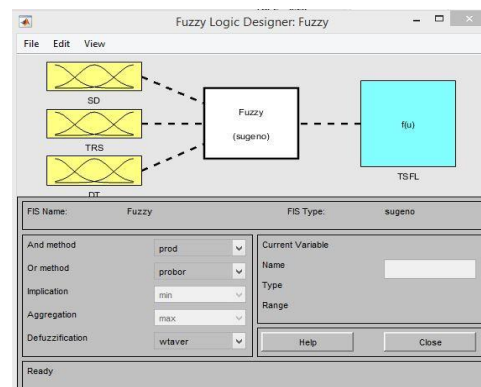 Fuzzy Logic Designer: Fuzzy
File Edit View
SD
TRS
DT
Fuzzy
(sugeno)
f(u)
TSFL
FIS Name: Fuzzy FIS Type: sugeno
And method prod
Or method probor
Implication min
Aggregation max
Defuzzification wtaver
Current Variable
Name
Type
Range
Help Close
Ready